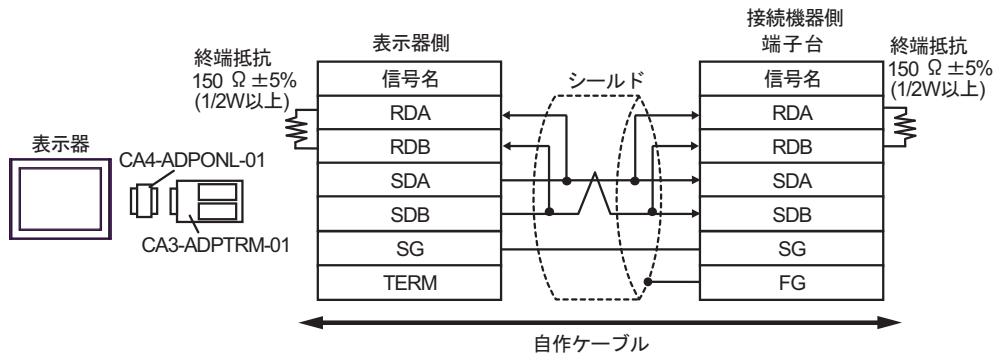 接続機器側
表示器側
端子台
終端抵抗
150 Ω ±5%
(1/2W以上)
信号名
シールド
信号名
終端抵抗
150 Ω ±5%
(1/2W以上)
RDA
RDA
RDB
RDB
表示器
CA4-ADPONL-01
SDA
SDA
SDB
SDB
CA3-ADPTRM-01
SG
SG
TERM
FG
自作ケーブル